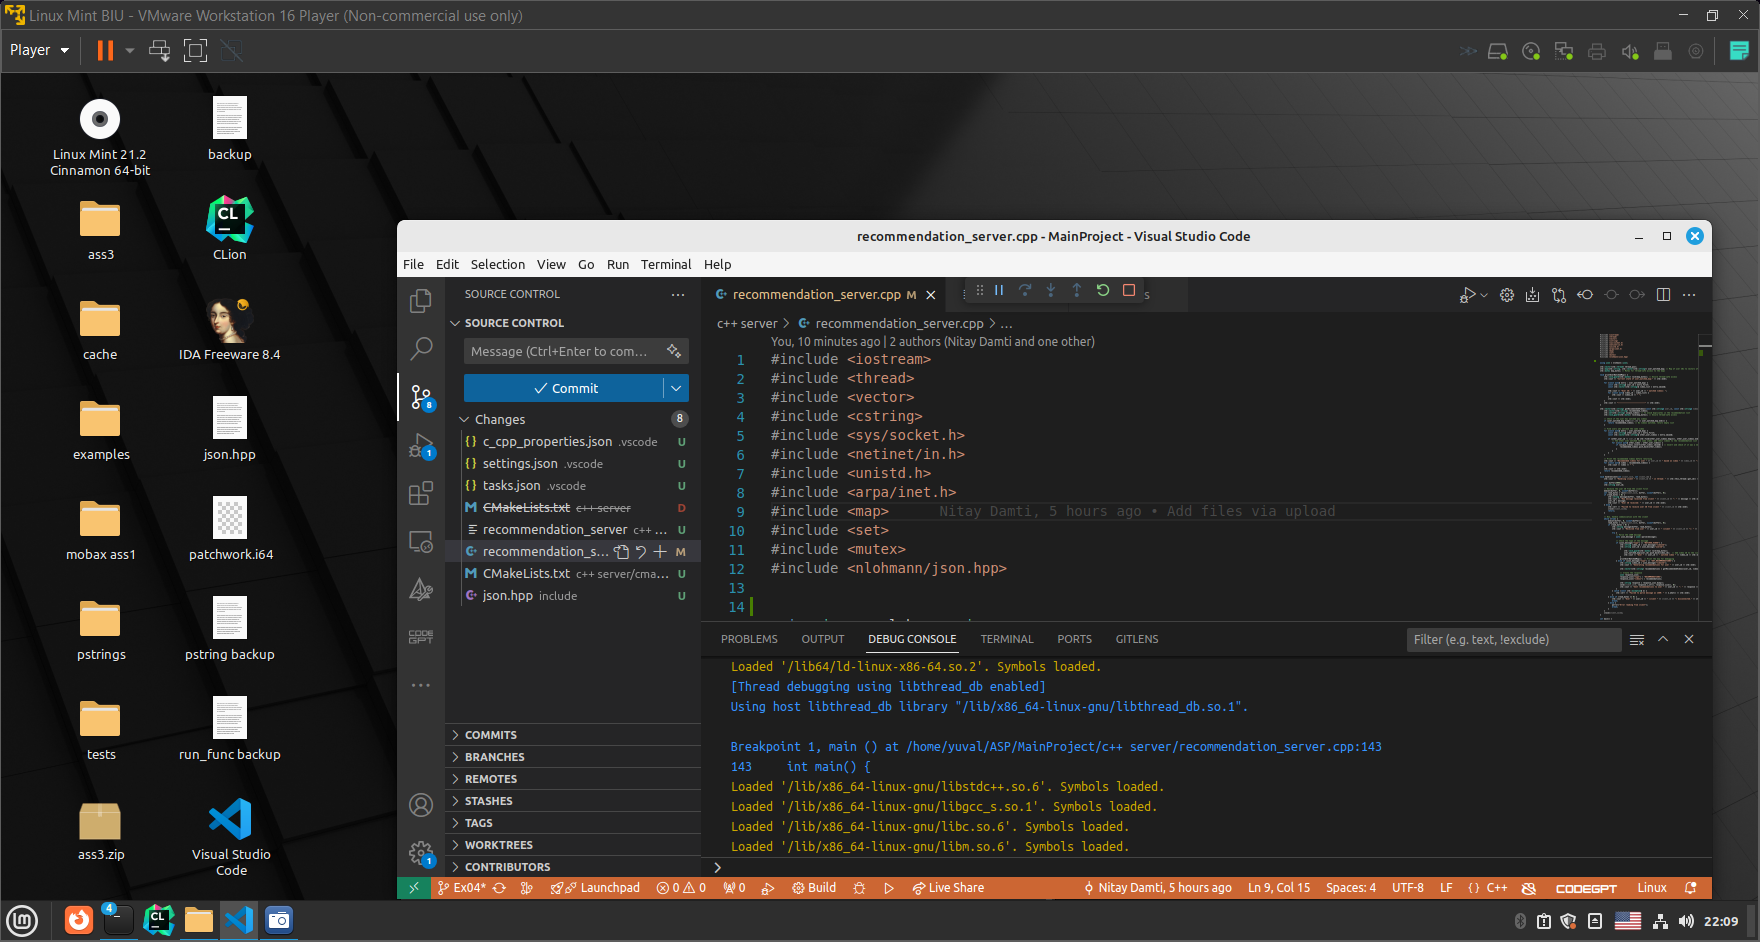 Linux Mint BIU - VMware Workstation 16 Player (Non-commercial use only)
Player
Linux Mint 21.2
Cinnamon 64-bit
backup
ass3
CLion
cache
IDA Freeware 8.4
examples
json.hpp
mobax ass1
patchwork.i64
pstrings
pstring backup
tests
run_func backup
ass3.zip
Visual Studio
Code
recommendation_server.cpp - MainProject - Visual Studio Code
File Edit Selection View Go Run Terminal Help
SOURCE CONTROL
SOURCE CONTROL
Message (Ctrl+Enter to com...
Commit
Changes 8
c_cpp_properties.json .vscode U
settings.json .vscode U
tasks.json .vscode U
CMakeLists.txt c++ server D
recommendation_server c++ ... U
recommendation_s... M
CMakeLists.txt c++ server/cma... U
json.hpp include U
COMMITS
BRANCHES
REMOTES
STASHES
TAGS
WORKTREES
CONTRIBUTORS
8
1
CODE
GPT
1
recommendation_server.cpp M
c++ server > recommendation_server.cpp > ...
You, 10 minutes ago | 2 authors (Nitay Damti and one other)
1 #include <iostream>
2 #include <thread>
3 #include <vector>
4 #include <cstring>
5 #include <sys/socket.h>
6 #include <netinet/in.h>
7 #include <unistd.h>
8 #include <arpa/inet.h>
9 #include <map> Nitay Damti, 5 hours ago • Add files via upload
10 #include <set>
11 #include <mutex>
12 #include <nlohmann/json.hpp>
13
14
PROBLEMS OUTPUT DEBUG CONSOLE TERMINAL PORTS GITLENS
Filter (e.g. text, !exclude)
Loaded '/lib64/ld-linux-x86-64.so.2'. Symbols loaded.
[Thread debugging using libthread_db enabled]
Using host libthread_db library "/lib/x86_64-linux-gnu/libthread_db.so.1".
Breakpoint 1, main () at /home/yuval/ASP/MainProject/c++ server/recommendation_server.cpp:143
143 int main() {
Loaded '/lib/x86_64-linux-gnu/libstdc++.so.6'. Symbols loaded.
Loaded '/lib/x86_64-linux-gnu/libgcc_s.so.1'. Symbols loaded.
Loaded '/lib/x86_64-linux-gnu/libc.so.6'. Symbols loaded.
Loaded '/lib/x86_64-linux-gnu/libm.so.6'. Symbols loaded.
>
Ex04* Launchpad 0 0 0 Build Live Share Nitay Damti, 5 hours ago Ln 9, Col 15 Spaces: 4 UTF-8 LF {} C++ CODEGPT Linux
4
CL
22:09